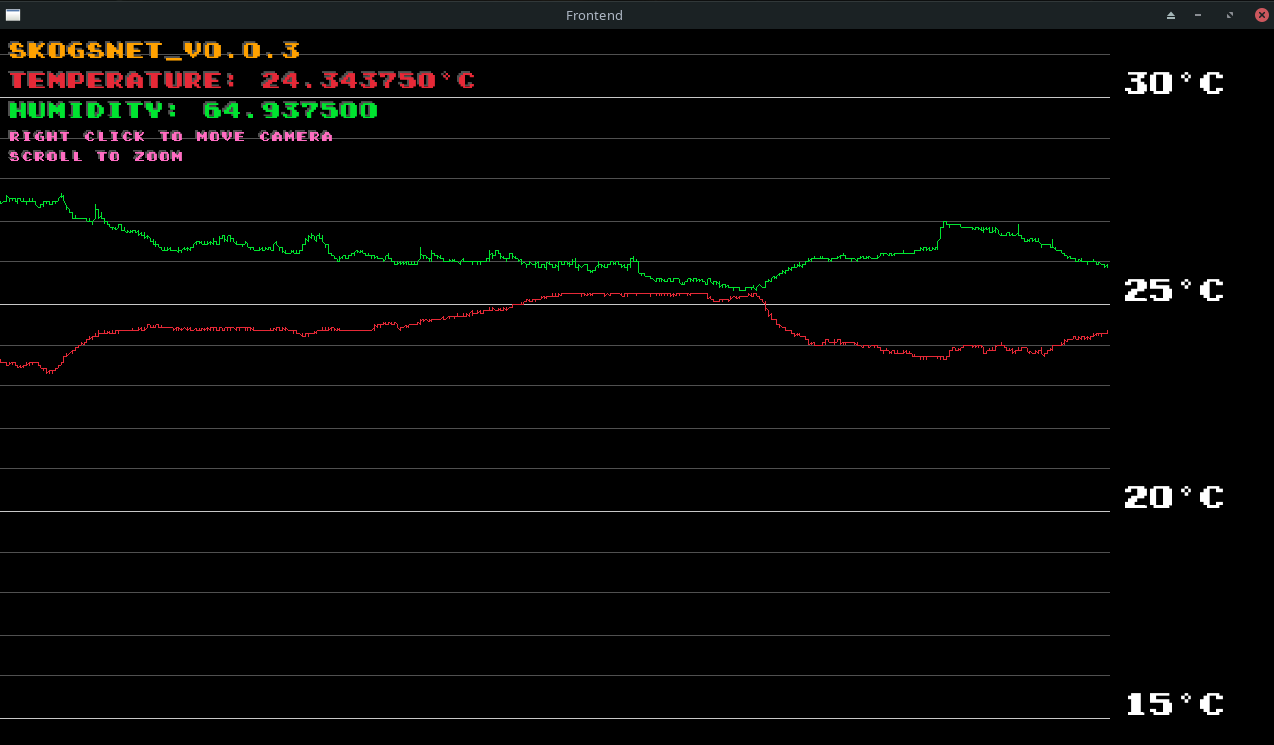 Frontend
SKOGSNET_V0.0.3
TEMPERATURE: 24.343750°C
HUMIDITY: 64.937500
RIGHT CLICK TO MOVE CAMERA
SCROLL TO ZOOM
30°C
25°C
20°C
15°C